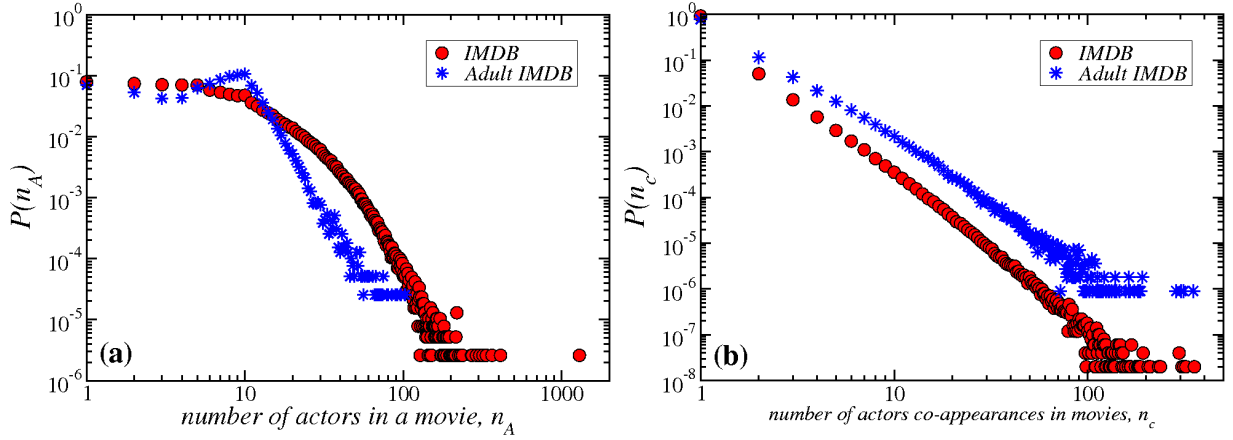 10^0
10^-1
10^-2
10^-3
10^-4
10^-5
10^-6
P(n_A)
IMDB
Adult IMDB
(a)
1 10 100 1000
number of actors in a movie, n_A
10^0
10^-1
10^-2
10^-3
10^-4
10^-5
10^-6
10^-7
10^-8
P(n_c)
IMDB
Adult IMDB
(b)
1 10 100
number of actors co-appearances in movies, n_c